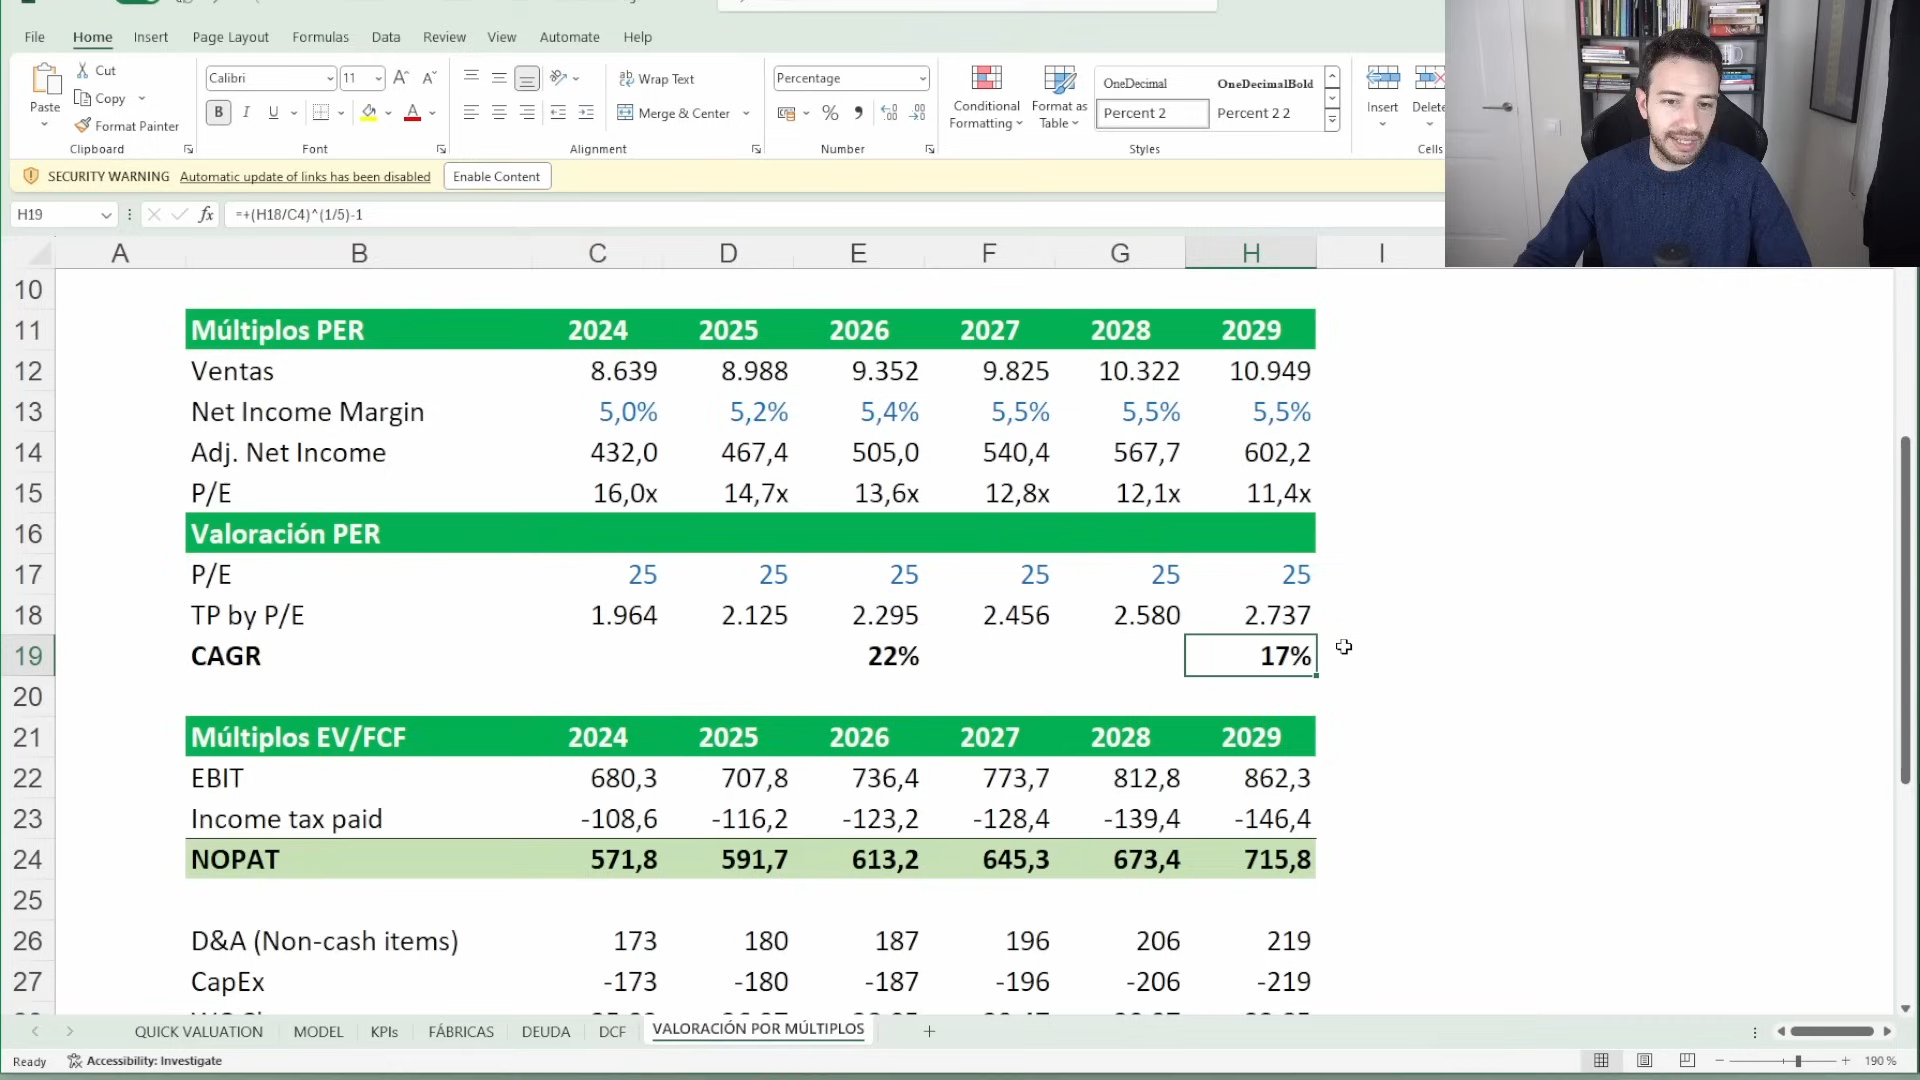 File Home Insert Page Layout Formulas Data Review View Automate Help
Paste Cut Copy Format Painter Clipboard
Calibri 11 A^ A˅ B I U A Font
Wrap Text Merge & Center Alignment
Percentage % Number
Conditional Formatting Format as Table OneDecimal OneDecimalBold Percent 2 Percent 2 2 Styles
Insert Delete Cells
SECURITY WARNING Automatic update of links has been disabled Enable Content
H19 fx =+(H18/C4)^(1/5)-1
A B C D E F G H I
10
11 Múltiplos PER 2024 2025 2026 2027 2028 2029
12 Ventas 8.639 8.988 9.352 9.825 10.322 10.949
13 Net Income Margin 5,0% 5,2% 5,4% 5,5% 5,5% 5,5%
14 Adj. Net Income 432,0 467,4 505,0 540,4 567,7 602,2
15 P/E 16,0x 14,7x 13,6x 12,8x 12,1x 11,4x
16 Valoración PER
17 P/E 25 25 25 25 25 25
18 TP by P/E 1.964 2.125 2.295 2.456 2.580 2.737
19 CAGR 22% 17%
20
21 Múltiplos EV/FCF 2024 2025 2026 2027 2028 2029
22 EBIT 680,3 707,8 736,4 773,7 812,8 862,3
23 Income tax paid -108,6 -116,2 -123,2 -128,4 -139,4 -146,4
24 NOPAT 571,8 591,7 613,2 645,3 673,4 715,8
25
26 D&A (Non-cash items) 173 180 187 196 206 219
27 CapEx -173 -180 -187 -196 -206 -219
QUICK VALUATION MODEL KPIs FÁBRICAS DEUDA DCF VALORACIÓN POR MÚLTIPLOS
Ready Accessibility: Investigate 190 %